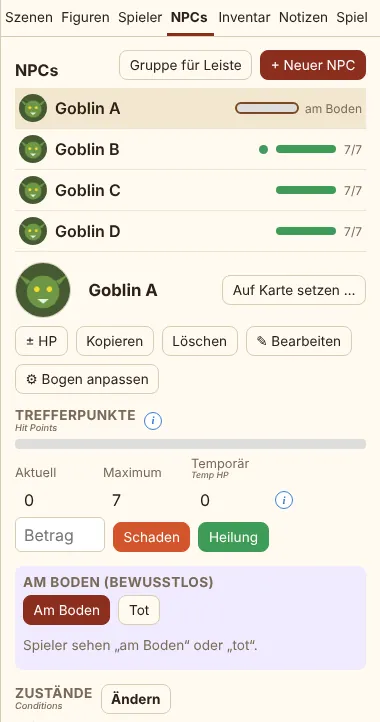 Szenen Figuren Spieler NPCs Inventar Notizen Spiel
NPCs Gruppe für Leiste + Neuer NPC
Goblin A am Boden
Goblin B 7/7
Goblin C 7/7
Goblin D 7/7
Goblin A Auf Karte setzen ...
± HP Kopieren Löschen ✎ Bearbeiten
⚙ Bogen anpassen
TREFFERPUNKTE i
Hit Points
Aktuell Maximum Temporär
Temp HP
0 7 0 i
Betrag Schaden Heilung
AM BODEN (BEWUSSTLOS)
Am Boden Tot
Spieler sehen „am Boden“ oder „tot“.
ZUSTÄNDE Ändern
Conditions